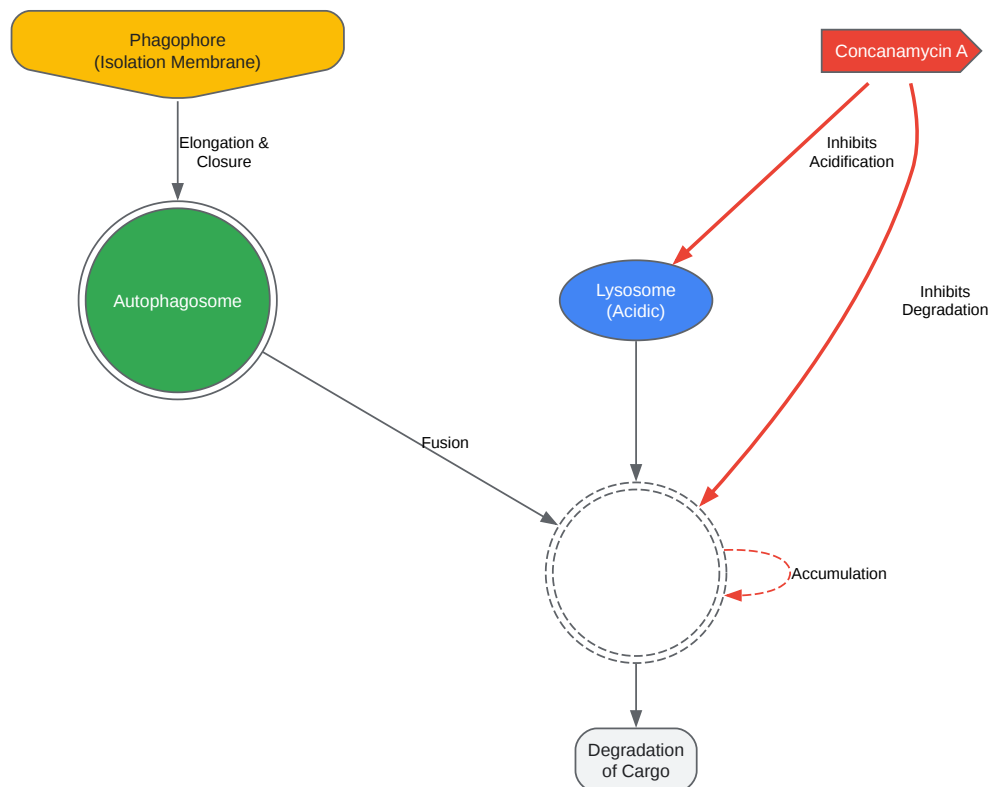 Phagophore
(Isolation Membrane)
Concanamycin A
Elongation &
Closure
Inhibits
Acidification
Autophagosome
Lysosome
(Acidic)
Inhibits
Degradation
Fusion
Accumulation
Degradation
of Cargo